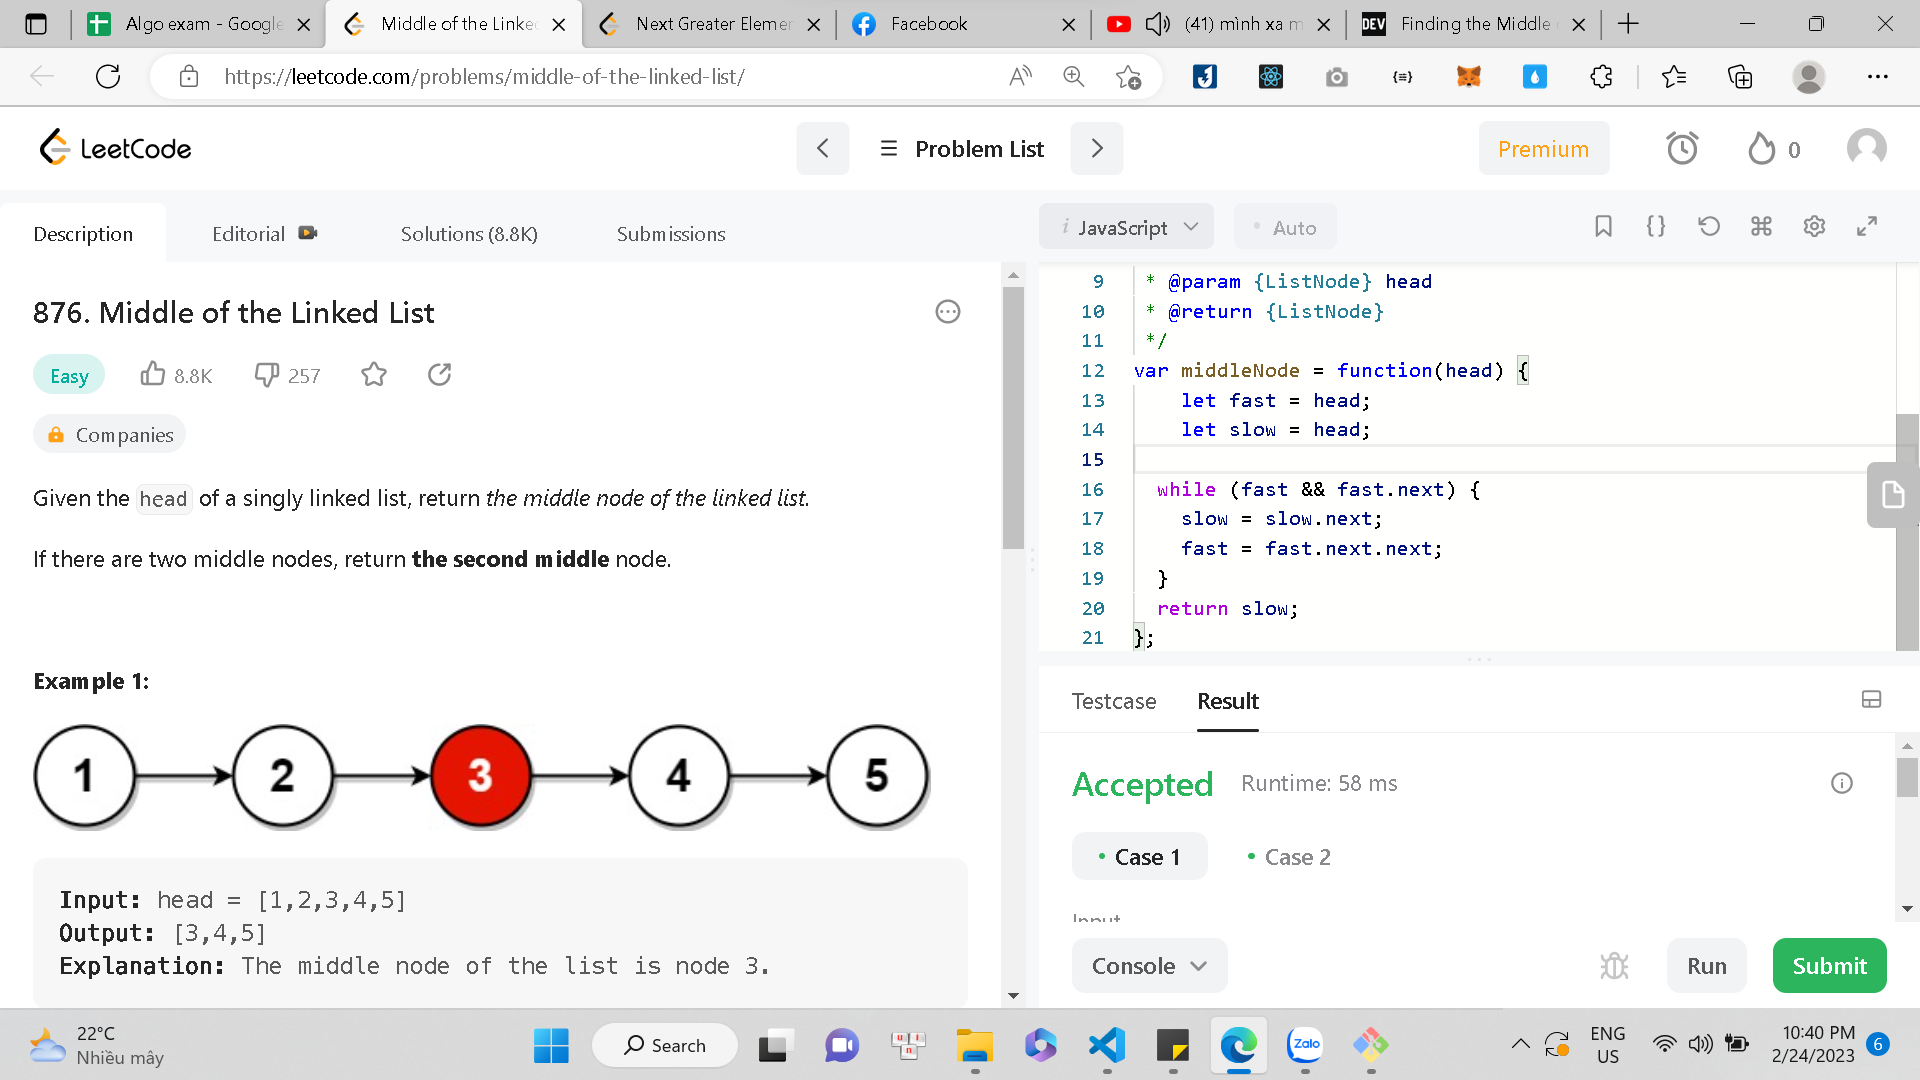 Algo exam - Google
Middle of the Linked
Next Greater Elemen
Facebook
(41) mình xa m
DEV
Finding the Middle
https://leetcode.com/problems/middle-of-the-linked-list/
LeetCode
Problem List
Premium
0
Description
Editorial
Solutions (8.8K)
Submissions
i JavaScript
Auto
876. Middle of the Linked List
Easy
8.8K
257
Companies
Given the head of a singly linked list, return the middle node of the linked list.
If there are two middle nodes, return the second middle node.
Example 1:
1 2 3 4 5
Input: head = [1,2,3,4,5]
Output: [3,4,5]
Explanation: The middle node of the list is node 3.
9 * @param {ListNode} head
10 * @return {ListNode}
11 */
12 var middleNode = function(head) {
13 let fast = head;
14 let slow = head;
15
16 while (fast && fast.next) {
17 slow = slow.next;
18 fast = fast.next.next;
19 }
20 return slow;
21 };
Testcase
Result
Accepted
Runtime: 58 ms
Case 1
Case 2
Input
Console
Run
Submit
22°C
Nhiều mây
Search
Zalo
ENG
US
10:40 PM
2/24/2023
6